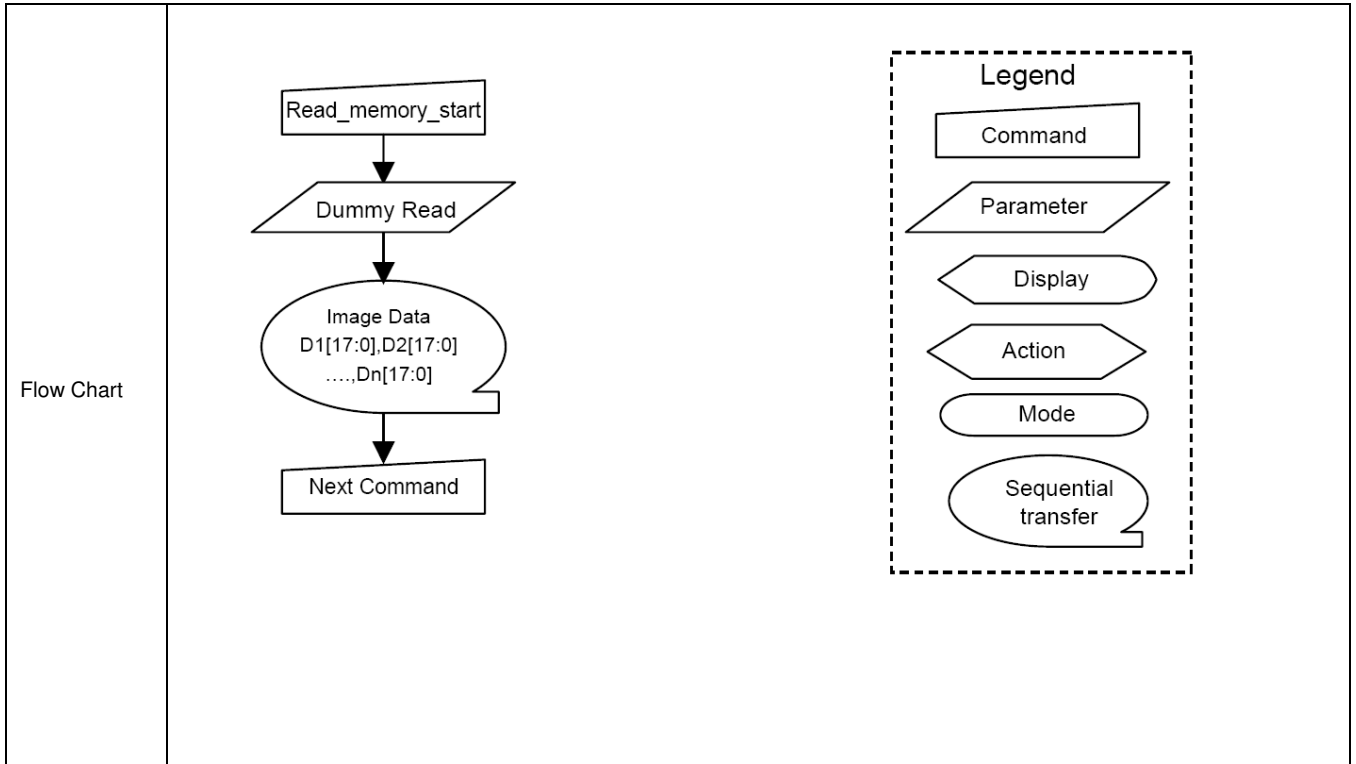 Flow Chart
Read_memory_start
Dummy Read
Image Data
D1[17:0],D2[17:0]
....,Dn[17:0]
Next Command
Legend
Command
Parameter
Display
Action
Mode
Sequential
transfer